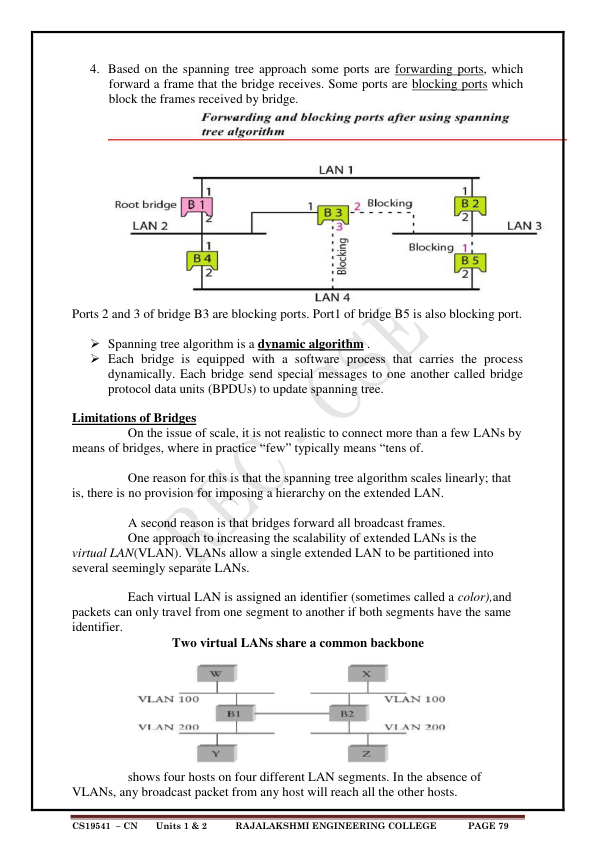 4. Based on the spanning tree approach some ports are forwarding ports, which
forward a frame that the bridge receives. Some ports are blocking ports which
block the frames received by bridge.
Forwarding and blocking ports after using spanning
tree algorithm
LAN 1
Root bridge
1
B 1
2
1
B 3
2
Blocking
3
Blocking
1
B 2
2
LAN 2
LAN 3
1
B 4
2
Blocking
1
B 5
2
LAN 4
Ports 2 and 3 of bridge B3 are blocking ports. Port1 of bridge B5 is also blocking port.
➢ Spanning tree algorithm is a dynamic algorithm .
➢ Each bridge is equipped with a software process that carries the process
dynamically. Each bridge send special messages to one another called bridge
protocol data units (BPDUs) to update spanning tree.
Limitations of Bridges
On the issue of scale, it is not realistic to connect more than a few LANs by
means of bridges, where in practice “few” typically means “tens of.
One reason for this is that the spanning tree algorithm scales linearly; that
is, there is no provision for imposing a hierarchy on the extended LAN.
A second reason is that bridges forward all broadcast frames.
One approach to increasing the scalability of extended LANs is the
virtual LAN(VLAN). VLANs allow a single extended LAN to be partitioned into
several seemingly separate LANs.
Each virtual LAN is assigned an identifier (sometimes called a color),and
packets can only travel from one segment to another if both segments have the same
identifier.
Two virtual LANs share a common backbone
W X
VLAN 100 VLAN 100
B1 B2
VLAN 200 VLAN 200
Y Z
shows four hosts on four different LAN segments. In the absence of
VLANs, any broadcast packet from any host will reach all the other hosts.
REC - CSE
CS19541 – CN Units 1 & 2 RAJALAKSHMI ENGINEERING COLLEGE PAGE 79